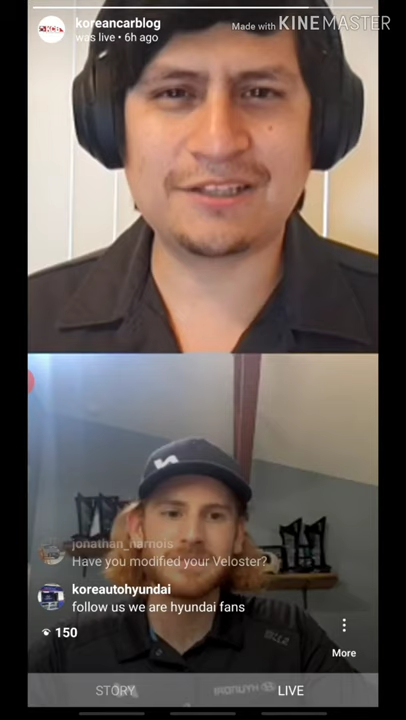 koreancarblog
was live • 6h ago
Made with KINEMASTER
KCB
N
jonathan_harnois
Have you modified your Veloster?
koreautohyundai
follow us we are hyundai fans
150
More
STORY
LIVE